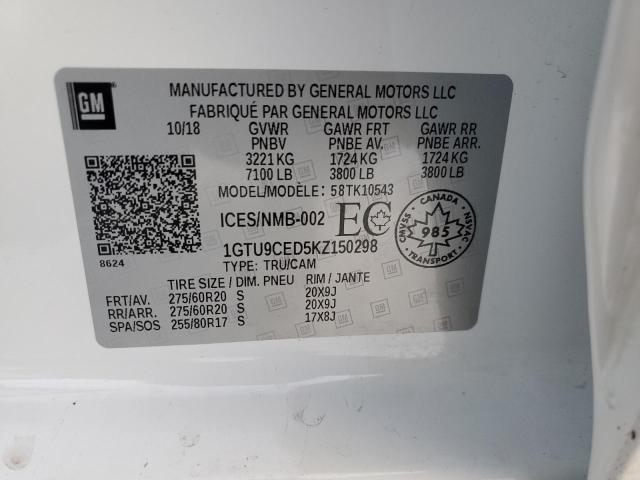 GM
MANUFACTURED BY GENERAL MOTORS LLC
FABRIQUÉ PAR GENERAL MOTORS LLC
10/18 GVWR GAWR FRT GAWR RR
PNBV PNBE AV. PNBE ARR.
3221 KG 1724 KG 1724 KG
7100 LB 3800 LB 3800 LB
MODEL/MODÈLE: 58TK10543
ICES/NMB-002 EC
CANADA
CMVSS NSVAC
985
TRANSPORT
1GTU9CED5KZ150298
8624
TYPE: TRU/CAM
TIRE SIZE / DIM. PNEU RIM / JANTE
FRT/AV. 275/60R20 S 20X9J
RR/ARR. 275/60R20 S 20X9J
SPA/SOS 255/80R17 S 17X8J